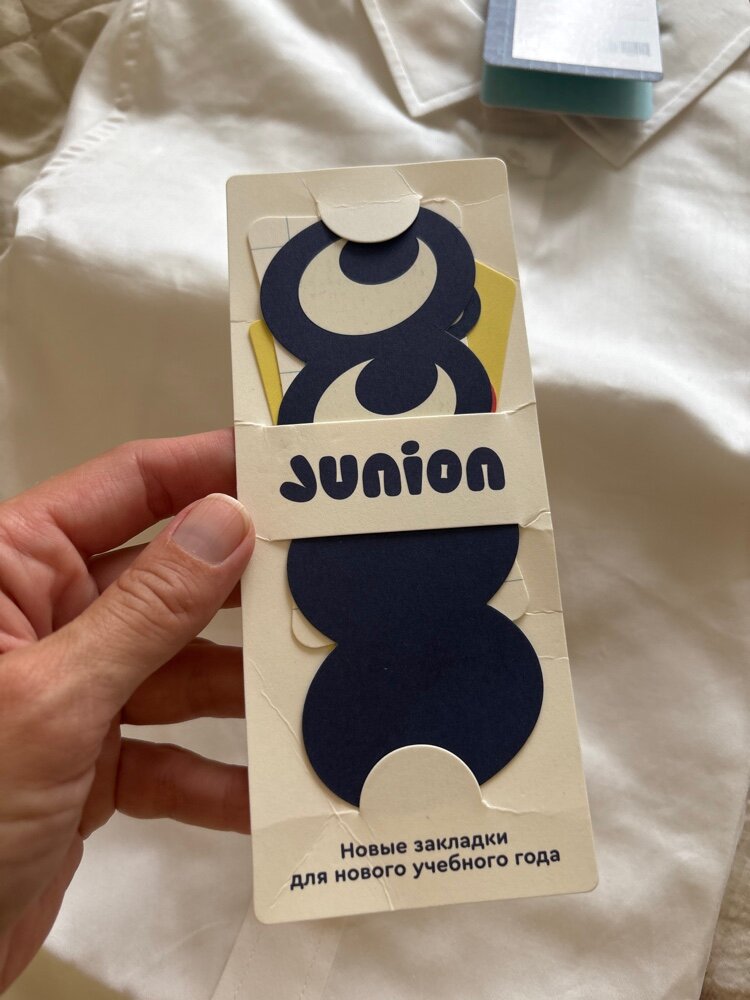 Junion
Новые закладки
для нового учебного года